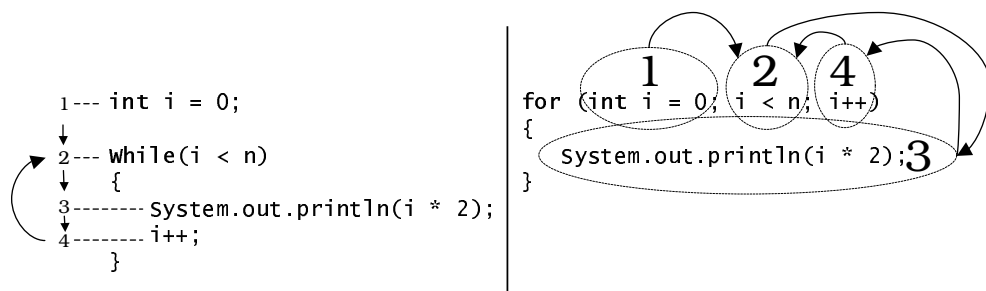 1 int i = 0;
2 While(i < n)
{
3 System.out.println(i * 2);
4 i++;
}
1 2 4
for (int i = 0; i < n; i++)
{
System.out.println(i * 2);3
}